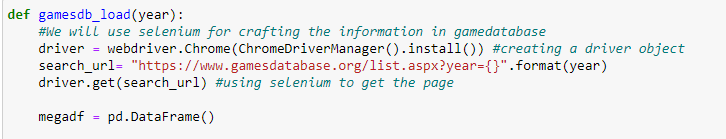 def gamesdb_load(year):
    #We will use selenium for crafting the information in gamedatabase
    driver = webdriver.Chrome(ChromeDriverManager().install()) #creating a driver object
    search_url= "https://www.gamesdatabase.org/list.aspx?year={}".format(year)
    driver.get(search_url) #using selenium to get the page
    megadf = pd.DataFrame()